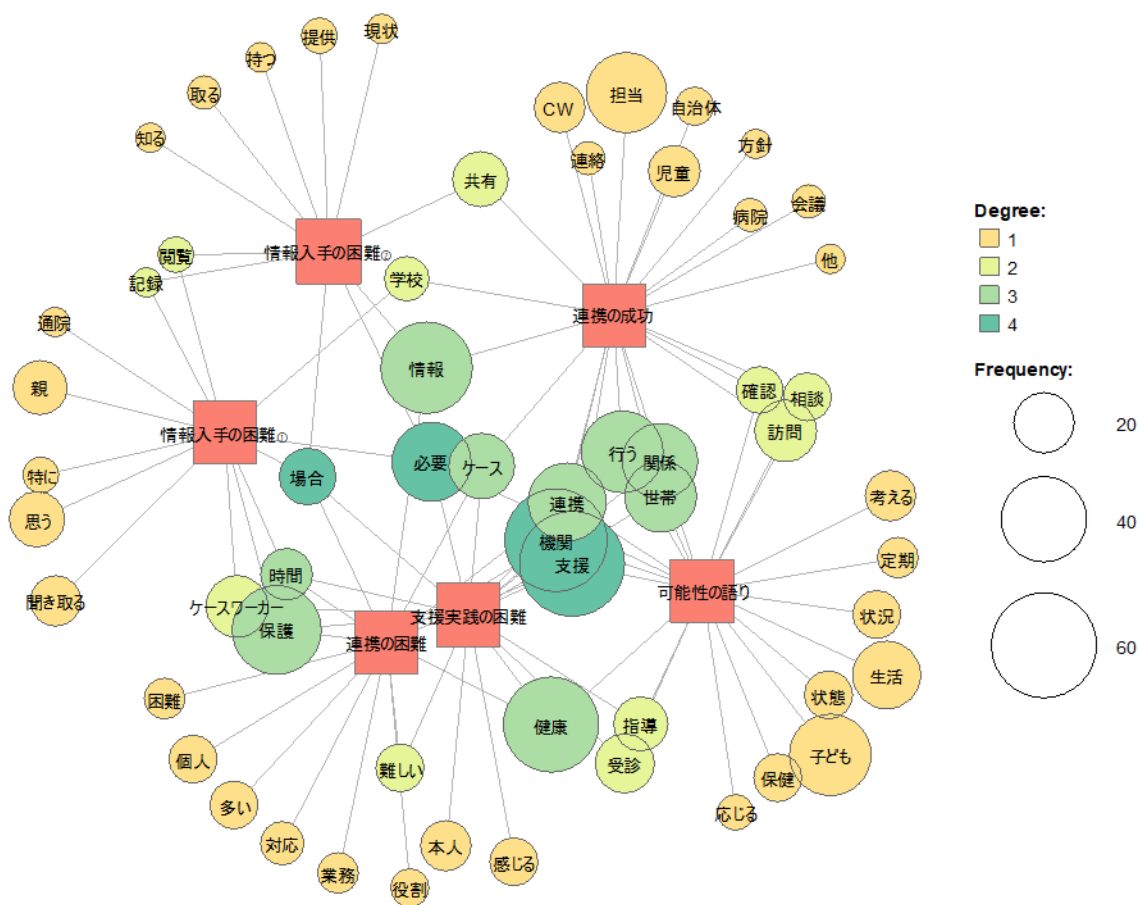 現状
提供
持つ
取る
知る
CW
担当
自治体
連絡
方針
児童
共有
病院
会議
情報入手の困難②
閲覧
学校
他
記録
連携の成功
通院
情報
親
確認
相談
訪問
情報入手の困難①
行う
必要
ケース
関係
特に
場合
世帯
考える
連携
思う
機関
定期
支援
時間
聞き取る
ケースワーカー
支援実践の困難
可能性の語り
状況
保護
連携の困難
生活
困難
状態
健康
指導
個人
難しい
受診
子ども
保健
多い
応じる
対応
本人
感じる
業務
役割
Degree:
1
2
3
4
Frequency:
20
40
60